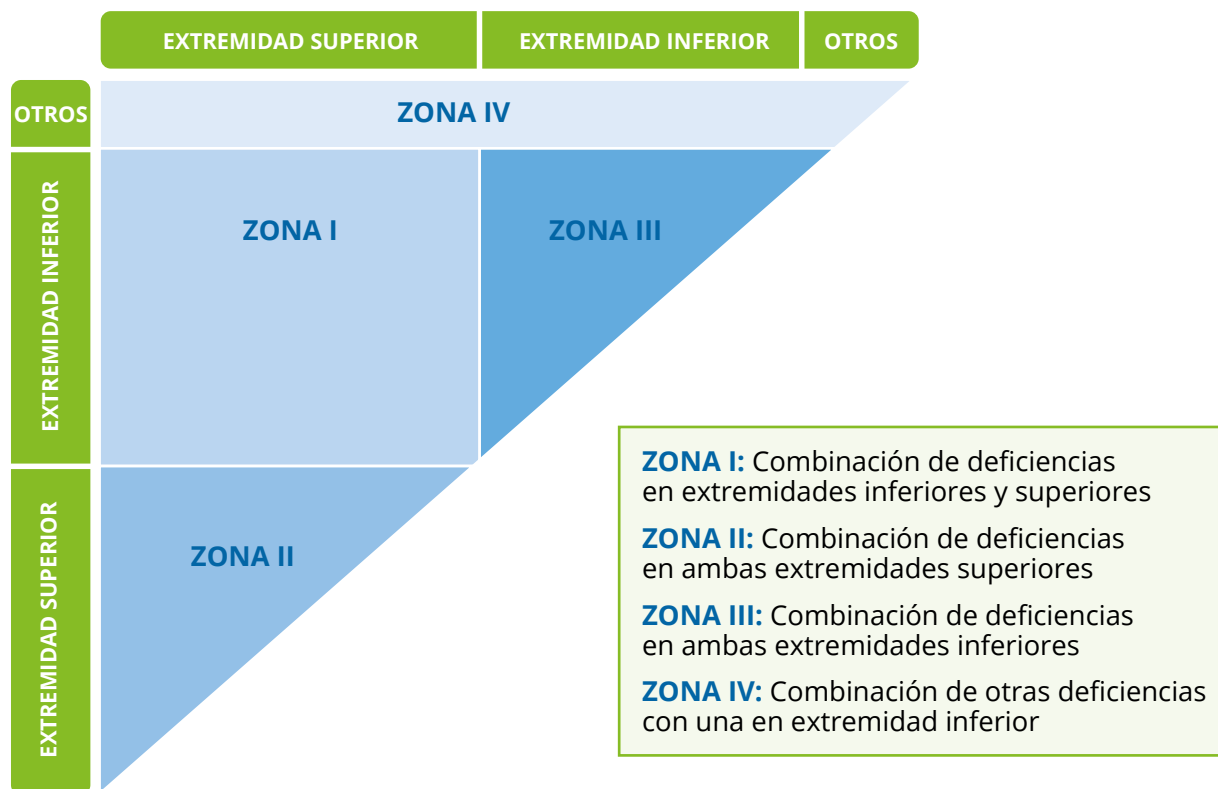 EXTREMIDAD SUPERIOR
EXTREMIDAD INFERIOR
OTROS
OTROS
ZONA IV
EXTREMIDAD INFERIOR
ZONA I
ZONA III
EXTREMIDAD SUPERIOR
ZONA II
ZONA I: Combinación de deficiencias
en extremidades inferiores y superiores
ZONA II: Combinación de deficiencias
en ambas extremidades superiores
ZONA III: Combinación de deficiencias
en ambas extremidades inferiores
ZONA IV: Combinación de otras deficiencias
con una en extremidad inferior